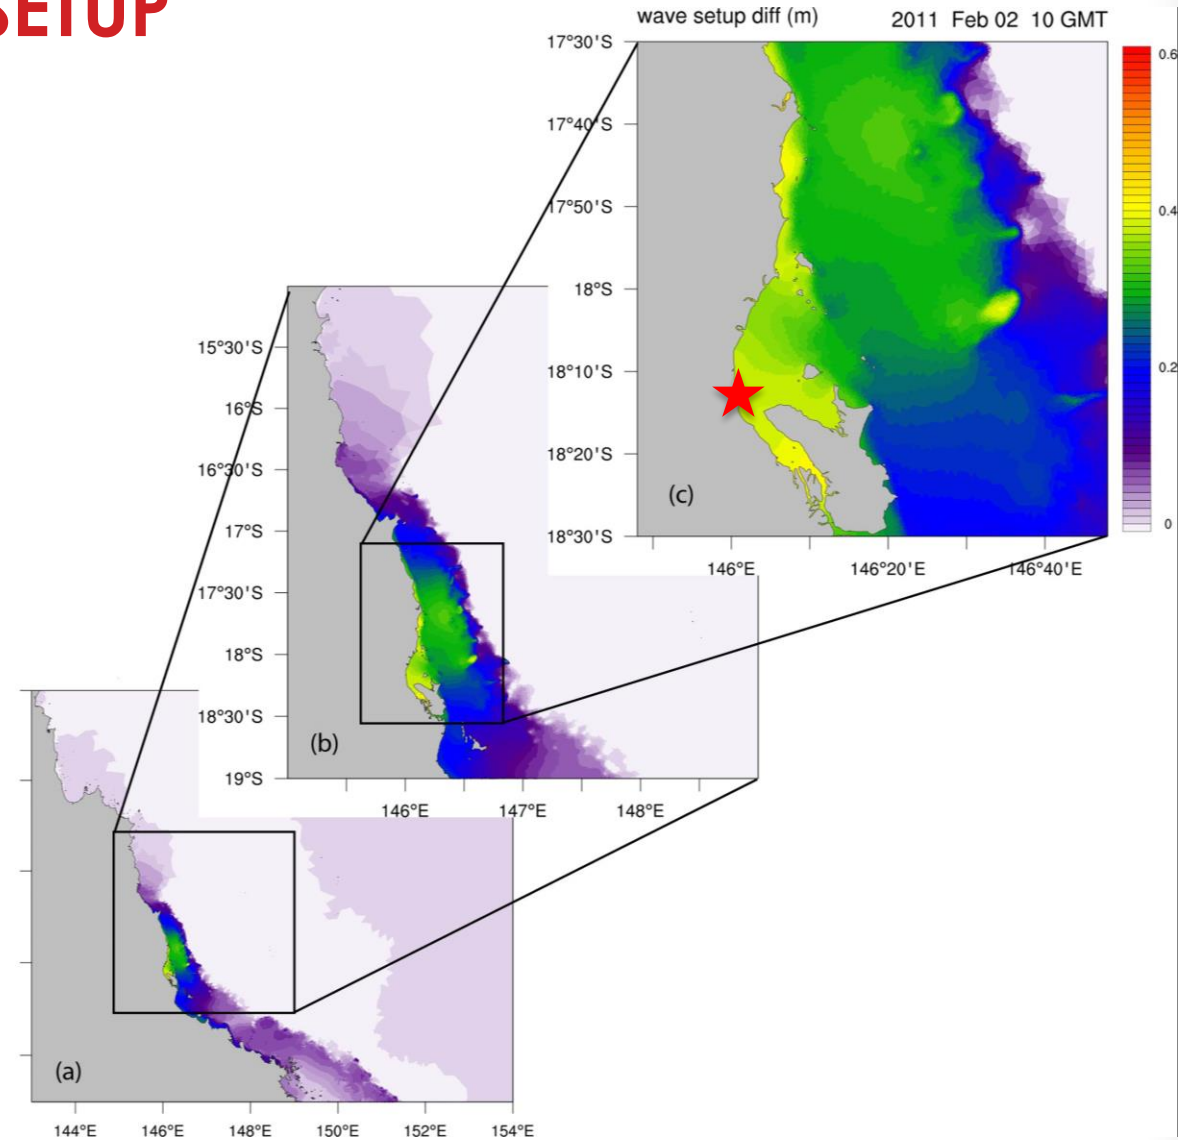 SETUP
wave setup diff (m) 2011 Feb 02 10 GMT
17°30'S
17°40'S
17°50'S
18°S
18°10'S
18°20'S
18°30'S
0.6
0.4
0.2
0
(c)
146°E 146°20'E 146°40'E
15°30'S
16°S
16°30'S
17°S
17°30'S
18°S
18°30'S
19°S
(b)
146°E 147°E 148°E
(a)
144°E 146°E 148°E 150°E 152°E 154°E